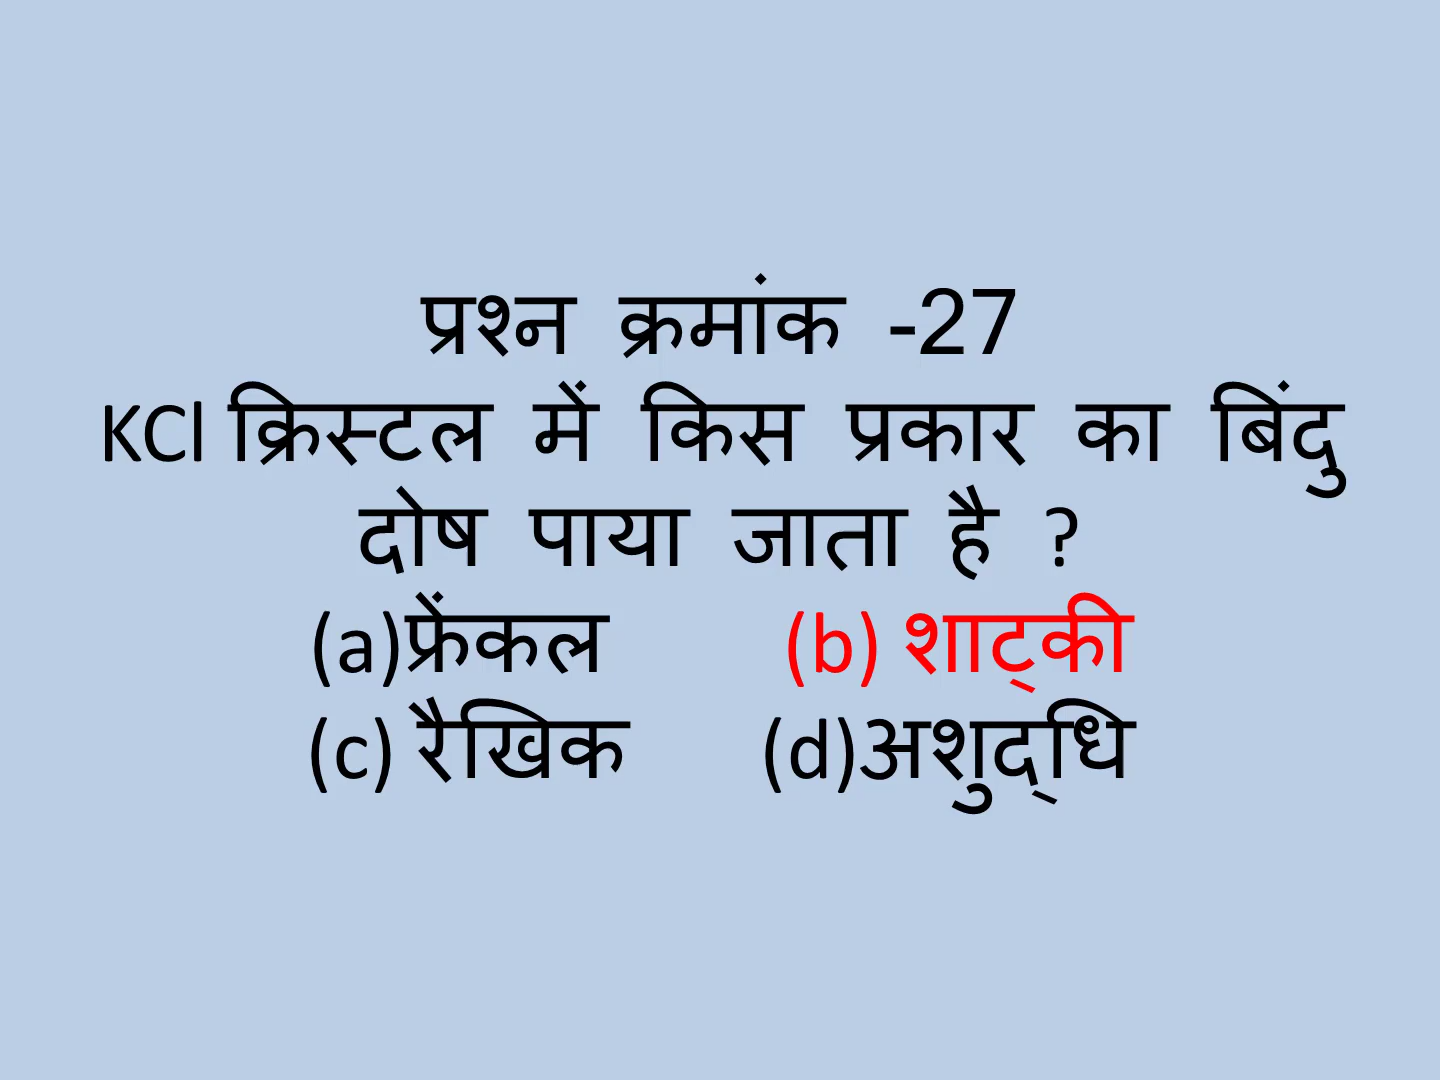 प्रश्न क्रमांक -27
KCl क्रिस्टल में किस प्रकार का बिंदु
दोष पाया जाता है ?
(a)फ्रेंकल (b) शाट्की
(c) रैखिक (d)अशुद्धि